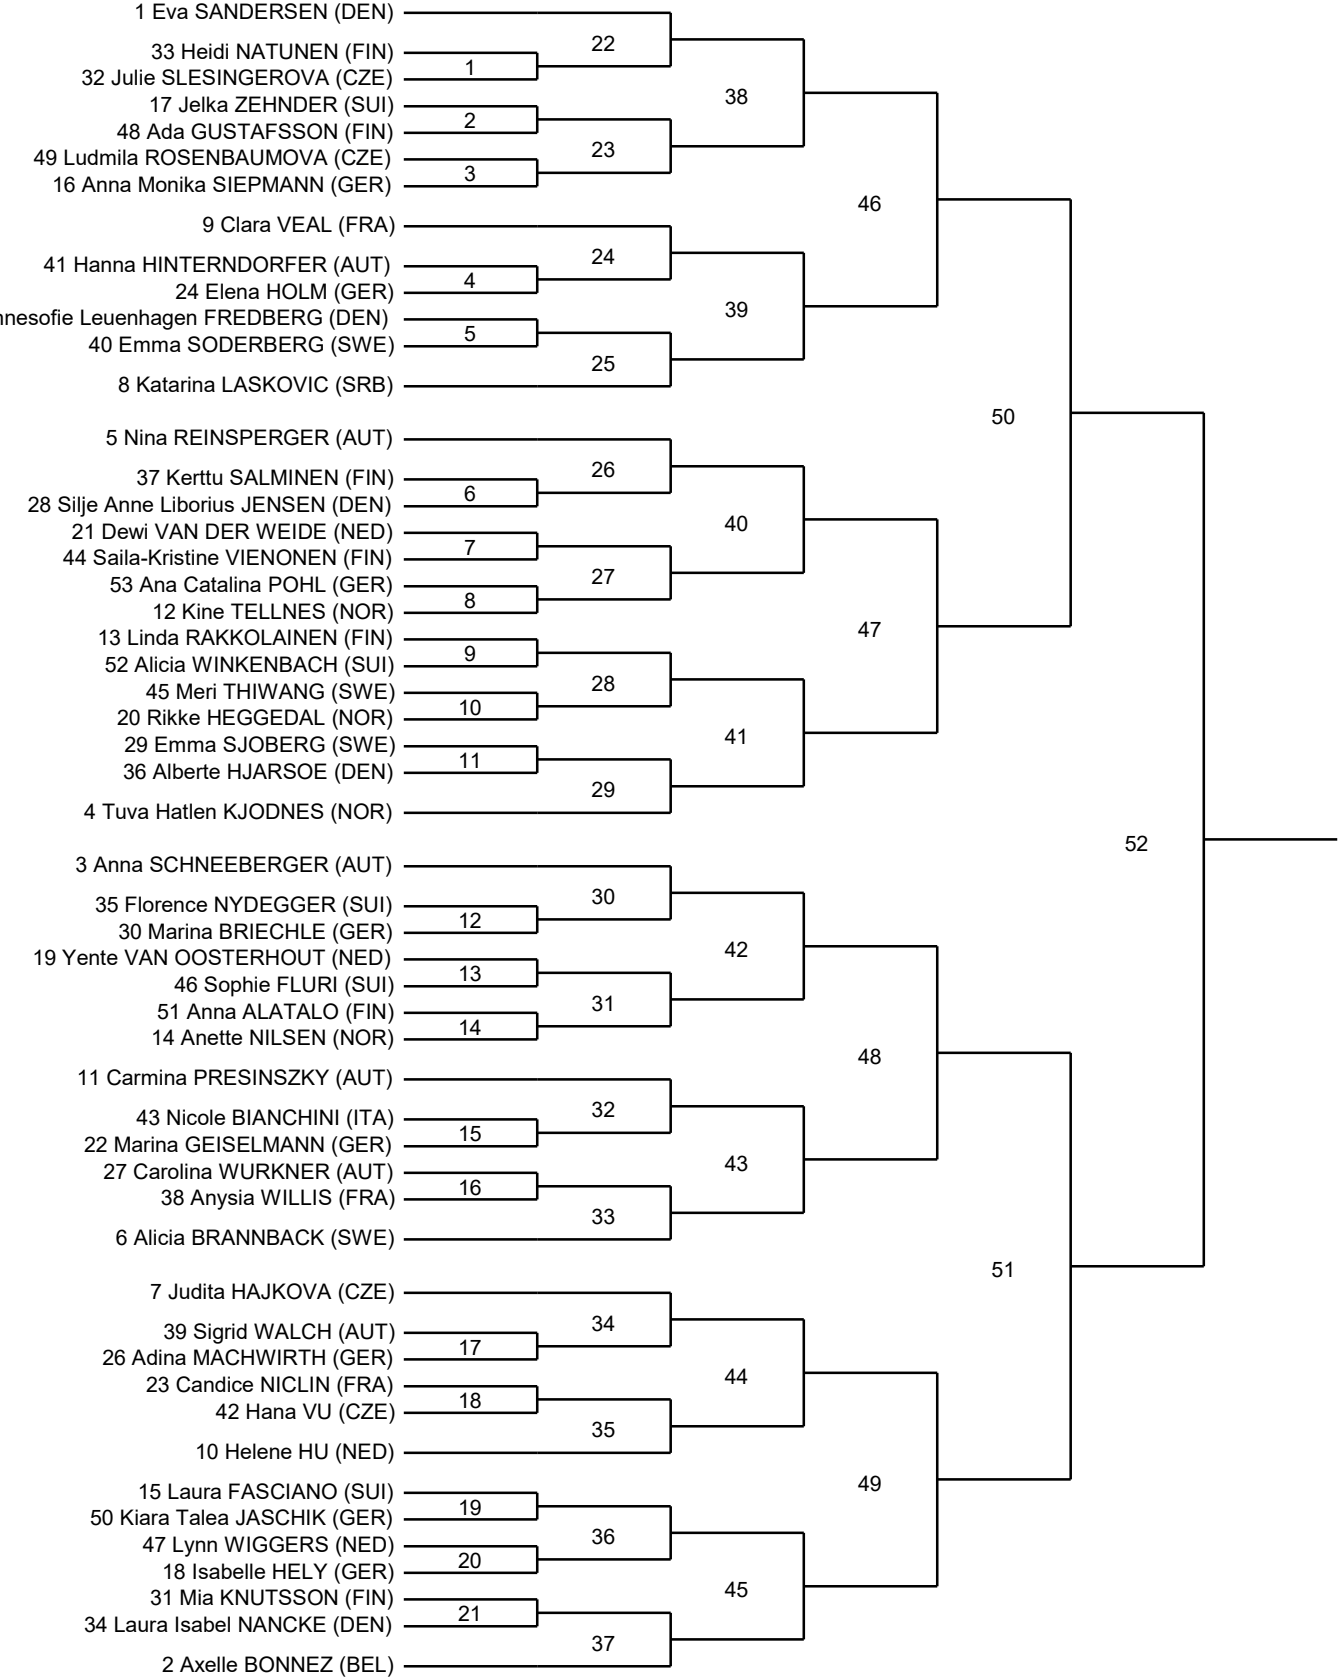 1 Eva SANDERSEN (DEN)
22
33 Heidi NATUNEN (FIN)
1
32 Julie SLESINGEROVA (CZE)
38
17 Jelka ZEHNDER (SUI)
2
48 Ada GUSTAFSSON (FIN)
23
49 Ludmila ROSENBAUMOVA (CZE)
3
16 Anna Monika SIEPMANN (GER)
46
9 Clara VEAL (FRA)
24
41 Hanna HINTERNDORFER (AUT)
4
24 Elena HOLM (GER)
39
Leuenhagen FREDBERG (DEN)
5
40 Emma SODERBERG (SWE)
25
8 Katarina LASKOVIC (SRB)
50
5 Nina REINSPERGER (AUT)
26
37 Kerttu SALMINEN (FIN)
6
28 Silje Anne Liborius JENSEN (DEN)
40
21 Dewi VAN DER WEIDE (NED)
7
44 Saila-Kristine VIENONEN (FIN)
27
53 Ana Catalina POHL (GER)
8
12 Kine TELLNES (NOR)
47
13 Linda RAKKOLAINEN (FIN)
9
52 Alicia WINKENBACH (SUI)
28
45 Meri THIWANG (SWE)
10
20 Rikke HEGGEDAL (NOR)
41
29 Emma SJOBERG (SWE)
11
36 Alberte HJARSOE (DEN)
29
4 Tuva Hatlen KJODNES (NOR)
52
3 Anna SCHNEEBERGER (AUT)
30
35 Florence NYDEGGER (SUI)
12
30 Marina BRIECHLE (GER)
42
19 Yente VAN OOSTERHOUT (NED)
13
46 Sophie FLURI (SUI)
31
51 Anna ALATALO (FIN)
14
14 Anette NILSEN (NOR)
48
11 Carmina PRESINSZKY (AUT)
32
43 Nicole BIANCHINI (ITA)
15
22 Marina GEISELMANN (GER)
43
27 Carolina WURKNER (AUT)
16
38 Anysia WILLIS (FRA)
33
6 Alicia BRANNBACK (SWE)
51
7 Judita HAJKOVA (CZE)
34
39 Sigrid WALCH (AUT)
17
26 Adina MACHWIRTH (GER)
44
23 Candice NICLIN (FRA)
18
42 Hana VU (CZE)
35
10 Helene HU (NED)
49
15 Laura FASCIANO (SUI)
19
50 Kiara Talea JASCHIK (GER)
36
47 Lynn WIGGERS (NED)
20
18 Isabelle HELY (GER)
45
31 Mia KNUTSSON (FIN)
21
34 Laura Isabel NANCKE (DEN)
37
2 Axelle BONNEZ (BEL)